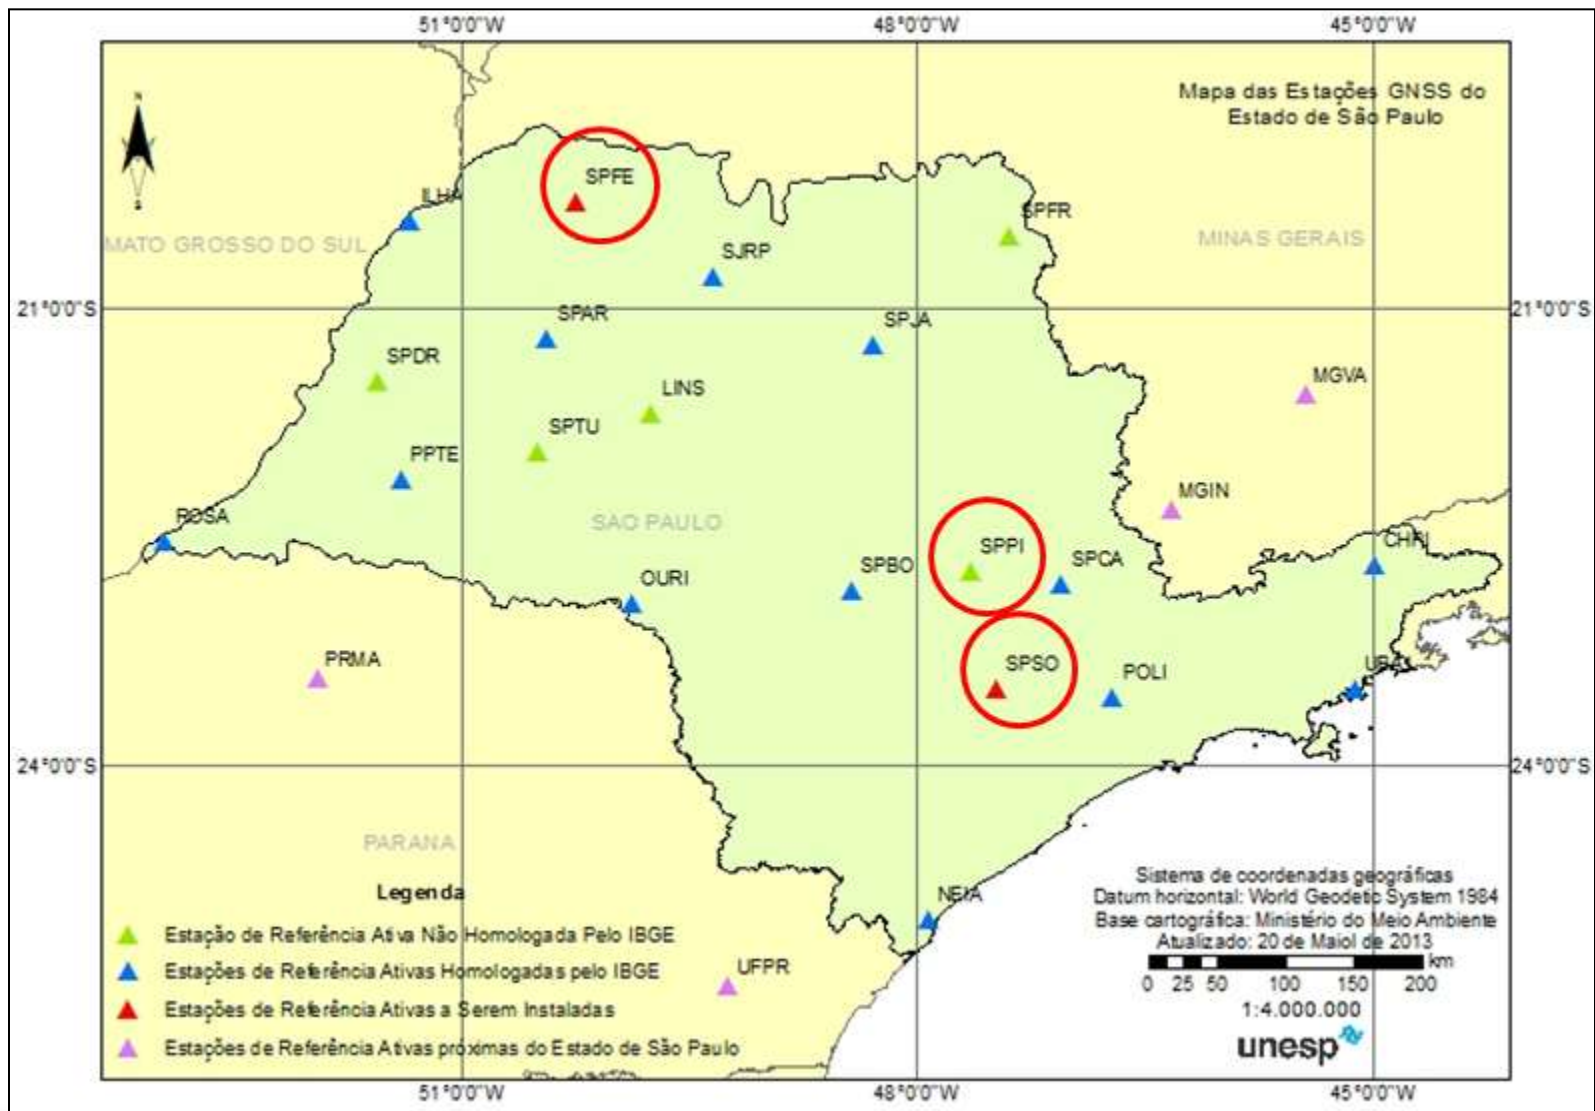 51°0'0"W 48°0'0"W 45°0'0"W
Mapa das Estações GNSS do
Estado de São Paulo
N
SPFE
ILHA
SPFR
MATO GROSSO DO SUL
MINAS GERAIS
SJRP
21°0'0"S 21°0'0"S
SPAR
SPJA
SPDR
MGVA
LINS
SPTU
PPTE
MGIN
ROSA
SAO PAULO
SPPI
CHPI
SPCA
SPBO
OURI
PRMA
SPSO
POLI
UBA1
24°0'0"S 24°0'0"S
PARANA
Legenda
NEIA
Estação de Referência Ativa Não Homologada Pelo IBGE
Estações de Referência Ativas Homologadas pelo IBGE
UFPR
Estações de Referência Ativas a Serem Instaladas
Estações de Referência Ativas próximas do Estado de São Paulo
Sistema de coordenadas geográficas
Datum horizontal: World Geodetic System 1984
Base cartográfica: Ministério do Meio Ambiente
Atualizado: 20 de Maiol de 2013
km
0 25 50 100 150 200
1:4.000.000
unesp
51°0'0"W 48°0'0"W 45°0'0"W